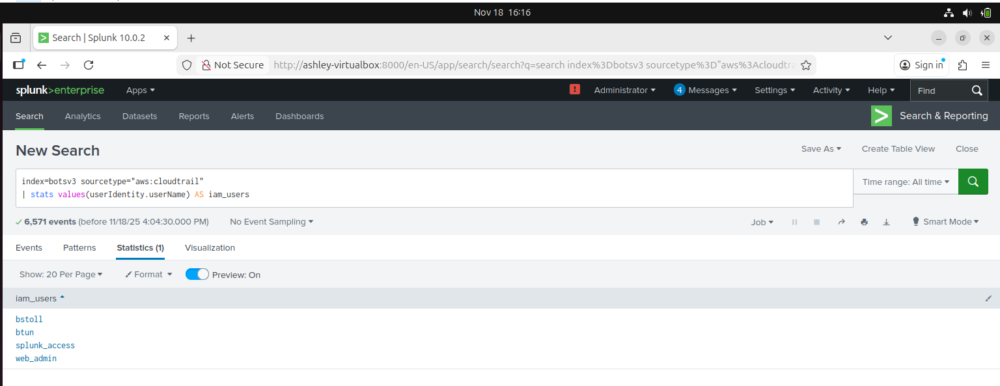 Nov 18 16:16
Search | Splunk 10.0.2
Not Secure http://ashley-virtualbox:8000/en-US/app/search/search?q=search index%3Dbotsv3 sourcetype%3D"aws%3Acloudtra
Sign in
splunk>enterprise Apps Administrator 4 Messages Settings Activity Help Find
Search Analytics Datasets Reports Alerts Dashboards Search & Reporting
New Search Save As Create Table View Close
index=botsv3 sourcetype="aws:cloudtrail"
| stats values(userIdentity.userName) AS iam_users
Time range: All time
6,571 events (before 11/18/25 4:04:30.000 PM) No Event Sampling Job Smart Mode
Events Patterns Statistics (1) Visualization
Show: 20 Per Page Format Preview: On
iam_users
bstoll
btun
splunk_access
web_admin